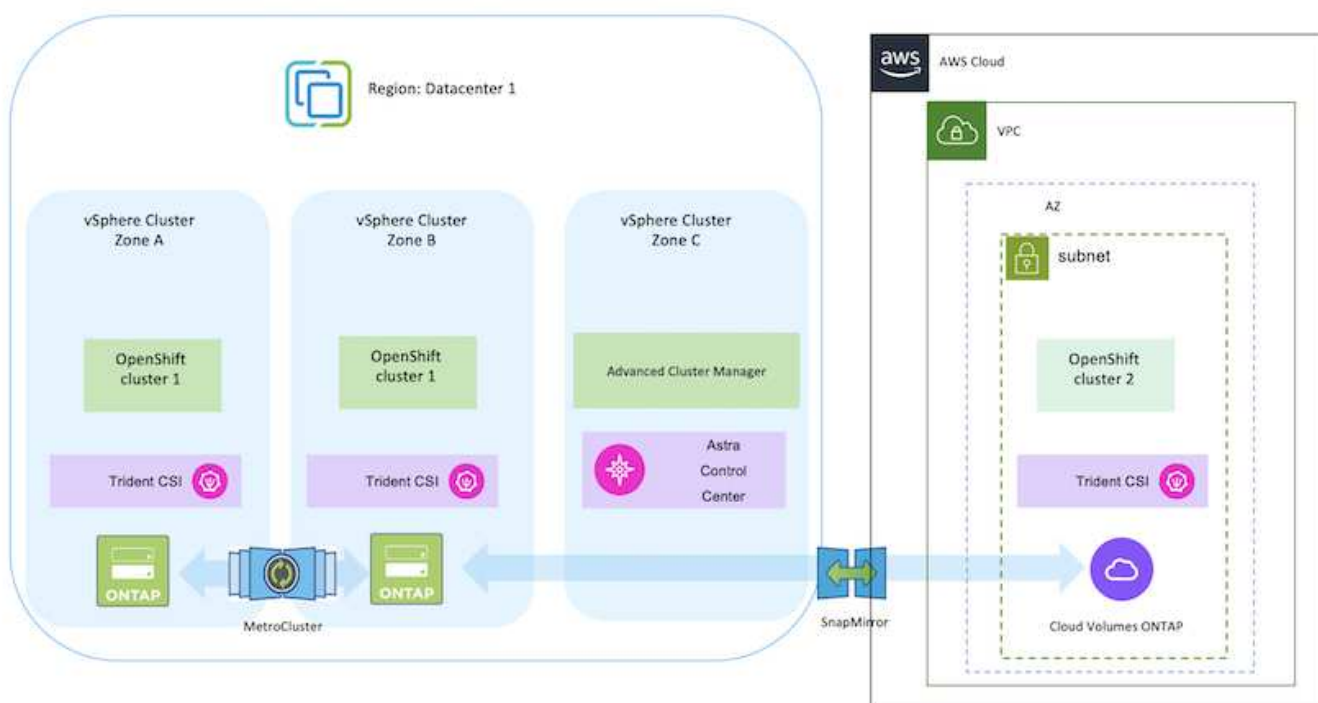 Region: Datacenter 1
vSphere Cluster
Zone A
OpenShift
cluster 1
Trident CSI
ONTAP
MetroCluster
vSphere Cluster
Zone B
OpenShift
cluster 1
Trident CSI
ONTAP
vSphere Cluster
Zone C
Advanced Cluster Manager
Astra
Control
Center
SnapMirror
aws
AWS Cloud
VPC
AZ
subnet
OpenShift
cluster 2
Trident CSI
Cloud Volumes ONTAP